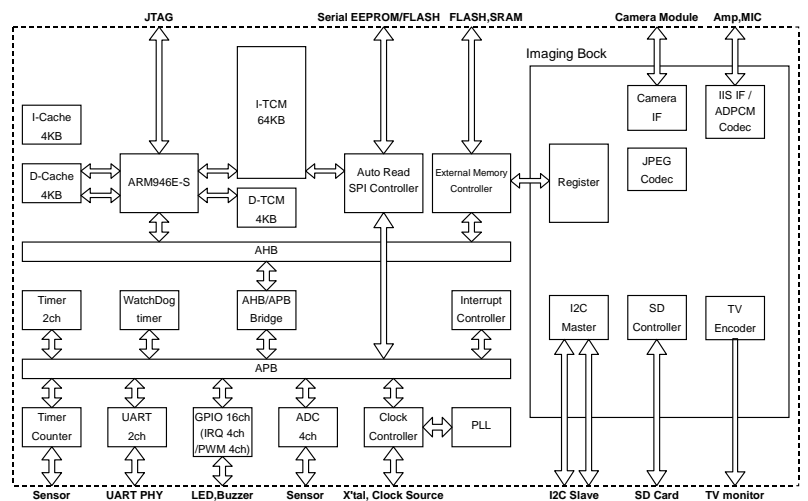 JTAG
Serial EEPROM/FLASH
FLASH,SRAM
Camera Module
Amp,MIC
Imaging Bock
I-Cache
4KB
I-TCM
64KB
Camera
IF
IIS IF /
ADPCM
Codec
D-Cache
4KB
ARM946E-S
D-TCM
4KB
Auto Read
SPI Controller
External Memory
Controller
Register
JPEG
Codec
AHB
Timer
2ch
WatchDog
timer
AHB/APB
Bridge
Interrupt
Controller
I2C
Master
SD
Controller
TV
Encoder
APB
Timer
Counter
UART
2ch
GPIO 16ch
(IRQ 4ch
/PWM 4ch)
ADC
4ch
Clock
Controller
PLL
Sensor
UART PHY
LED,Buzzer
Sensor
X'tal, Clock Source
I2C Slave
SD Card
TV monitor